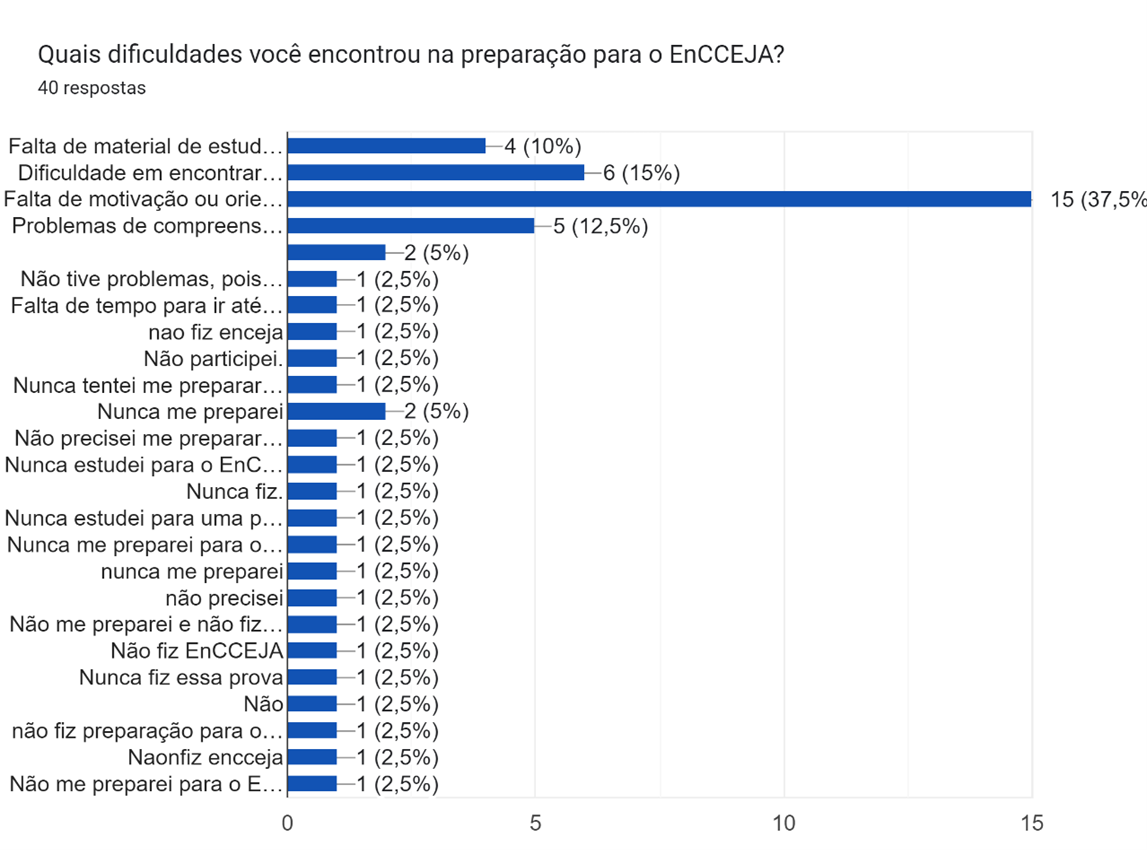 Quais dificuldades você encontrou na preparação para o EnCCEJA?
40 respostas
Falta de material de estud… 4 (10%)
Dificuldade em encontrar… 6 (15%)
Falta de motivação ou orie… 15 (37,5%
Problemas de compreens… 5 (12,5%)
2 (5%)
Não tive problemas, pois… 1 (2,5%)
Falta de tempo para ir até… 1 (2,5%)
nao fiz enceja 1 (2,5%)
Não participei. 1 (2,5%)
Nunca tentei me preparar… 1 (2,5%)
Nunca me preparei 2 (5%)
Não precisei me preparar… 1 (2,5%)
Nunca estudei para o EnC… 1 (2,5%)
Nunca fiz. 1 (2,5%)
Nunca estudei para uma p… 1 (2,5%)
Nunca me preparei para o… 1 (2,5%)
nunca me preparei 1 (2,5%)
não precisei 1 (2,5%)
Não me preparei e não fiz… 1 (2,5%)
Não fiz EnCCEJA 1 (2,5%)
Nunca fiz essa prova 1 (2,5%)
Não 1 (2,5%)
não fiz preparação para o… 1 (2,5%)
Naonfiz encceja 1 (2,5%)
Não me preparei para o E… 1 (2,5%)
0 5 10 15